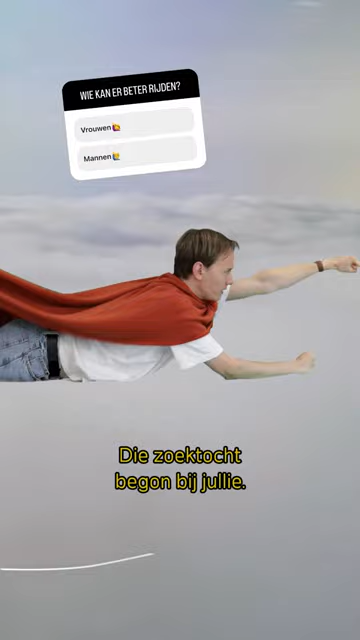 WIE KAN ER BETER RIJDEN?
Vrouwen
Mannen
Die zoektocht
begon bij jullie.